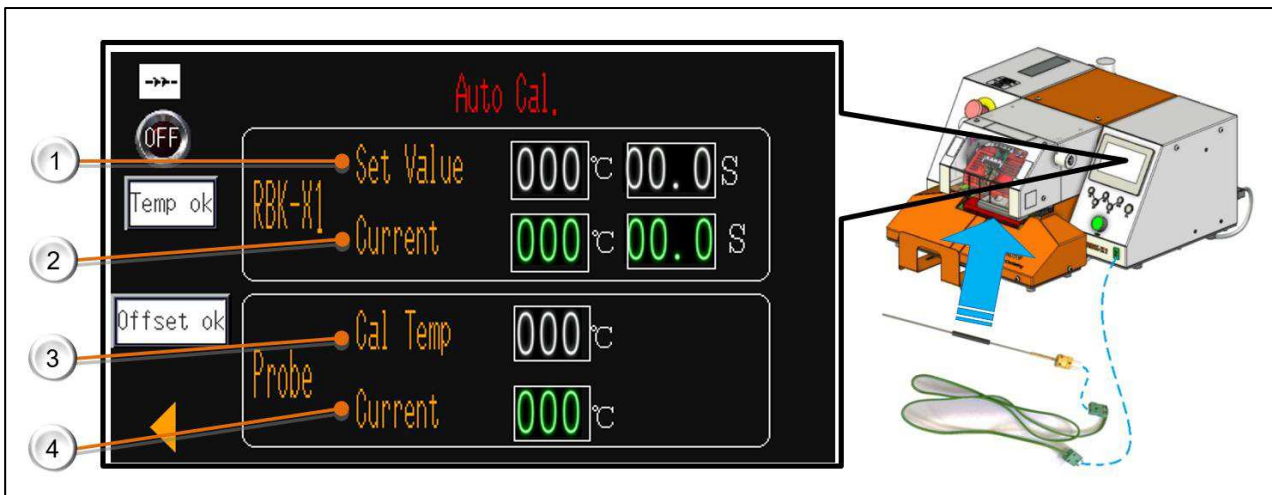 Auto Cal.
OFF
1
Set Value 000 ℃ 00.0 S
Temp ok
RBK-X1
2
Current 000 ℃ 00.0 S
Offset ok
3
Cal Temp 000 ℃
Probe
4
Current 000 ℃